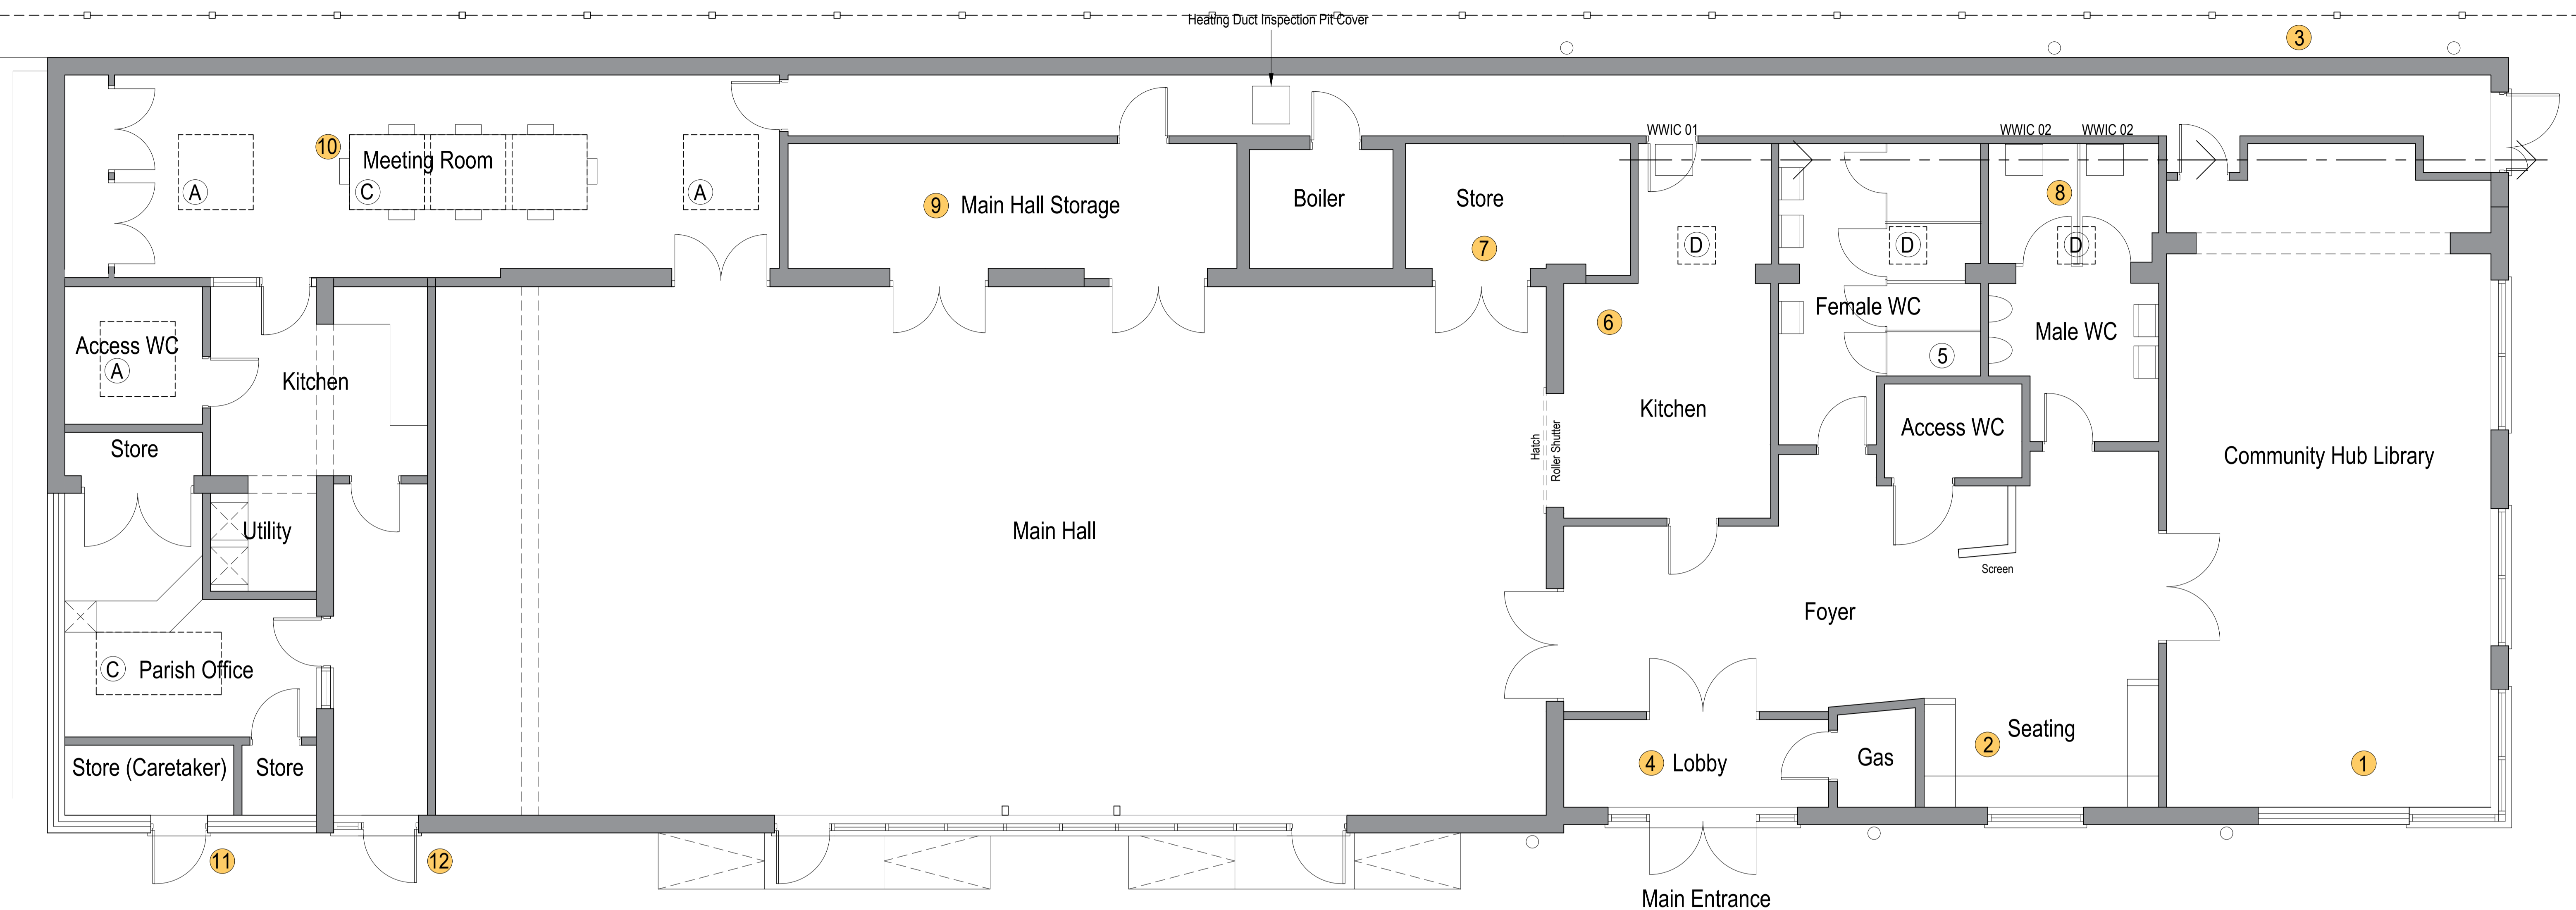 Heating Duct Inspection Pit Cover
3
WWIC 01
WWIC 02
WWIC 02
10
Meeting Room
A
C
A
9
Main Hall Storage
Boiler
Store
7
D
D
8
D
Access WC
A
Kitchen
6
Female WC
5
Male WC
Kitchen
Access WC
Store
Hatch
Roller Shutter
Community Hub Library
Utility
Main Hall
Screen
Foyer
C
Parish Office
Seating
2
Store (Caretaker)
Store
4
Lobby
Gas
1
11
12
Main Entrance